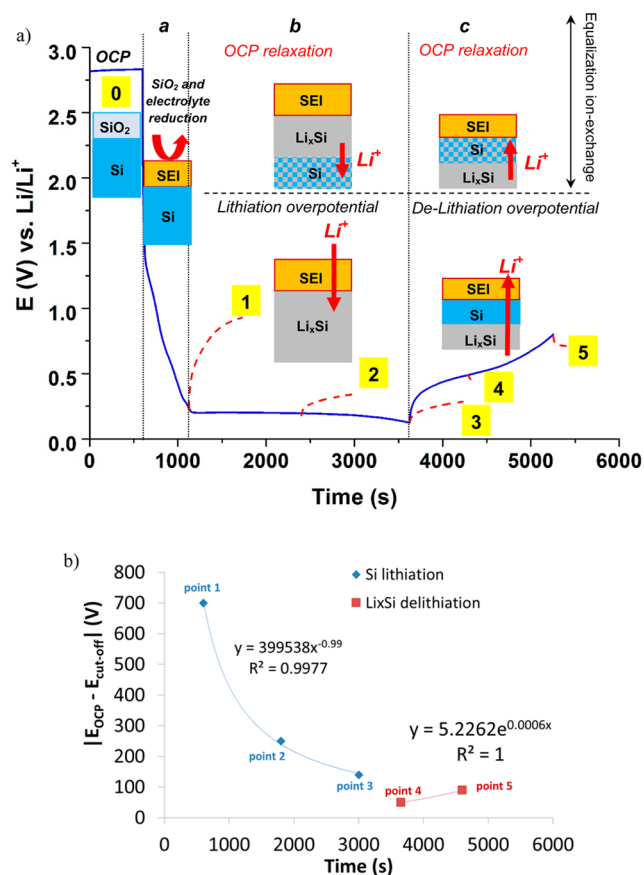 a)
OCP
a
b
c
OCP relaxation
OCP relaxation
Equalization ion-exchange
E (V) vs. Li/Li⁺
3.0
2.5
2.0
1.5
1.0
0.5
0.0
0
SiO₂
Si
SiO₂ and
electrolyte
reduction
SEI
Si
SEI
LiₓSi
Si
Li⁺
SEI
Si
LiₓSi
Li⁺
Lithiation overpotential
De-Lithiation overpotential
Li⁺
SEI
LiₓSi
Li⁺
SEI
Si
LiₓSi
1
2
3
4
5
0 1000 2000 3000 4000 5000 6000
Time (s)
b)
|E_OCP - E_cut-off| (V)
800
700
600
500
400
300
200
100
0
point 1
Si lithiation
LixSi delithiation
y = 399538x⁻⁰·⁹⁹
R² = 0.9977
y = 5.2262e⁰·⁰⁰⁰⁶ˣ
R² = 1
point 2
point 3
point 4
point 5
0 1000 2000 3000 4000 5000 6000
Time (s)